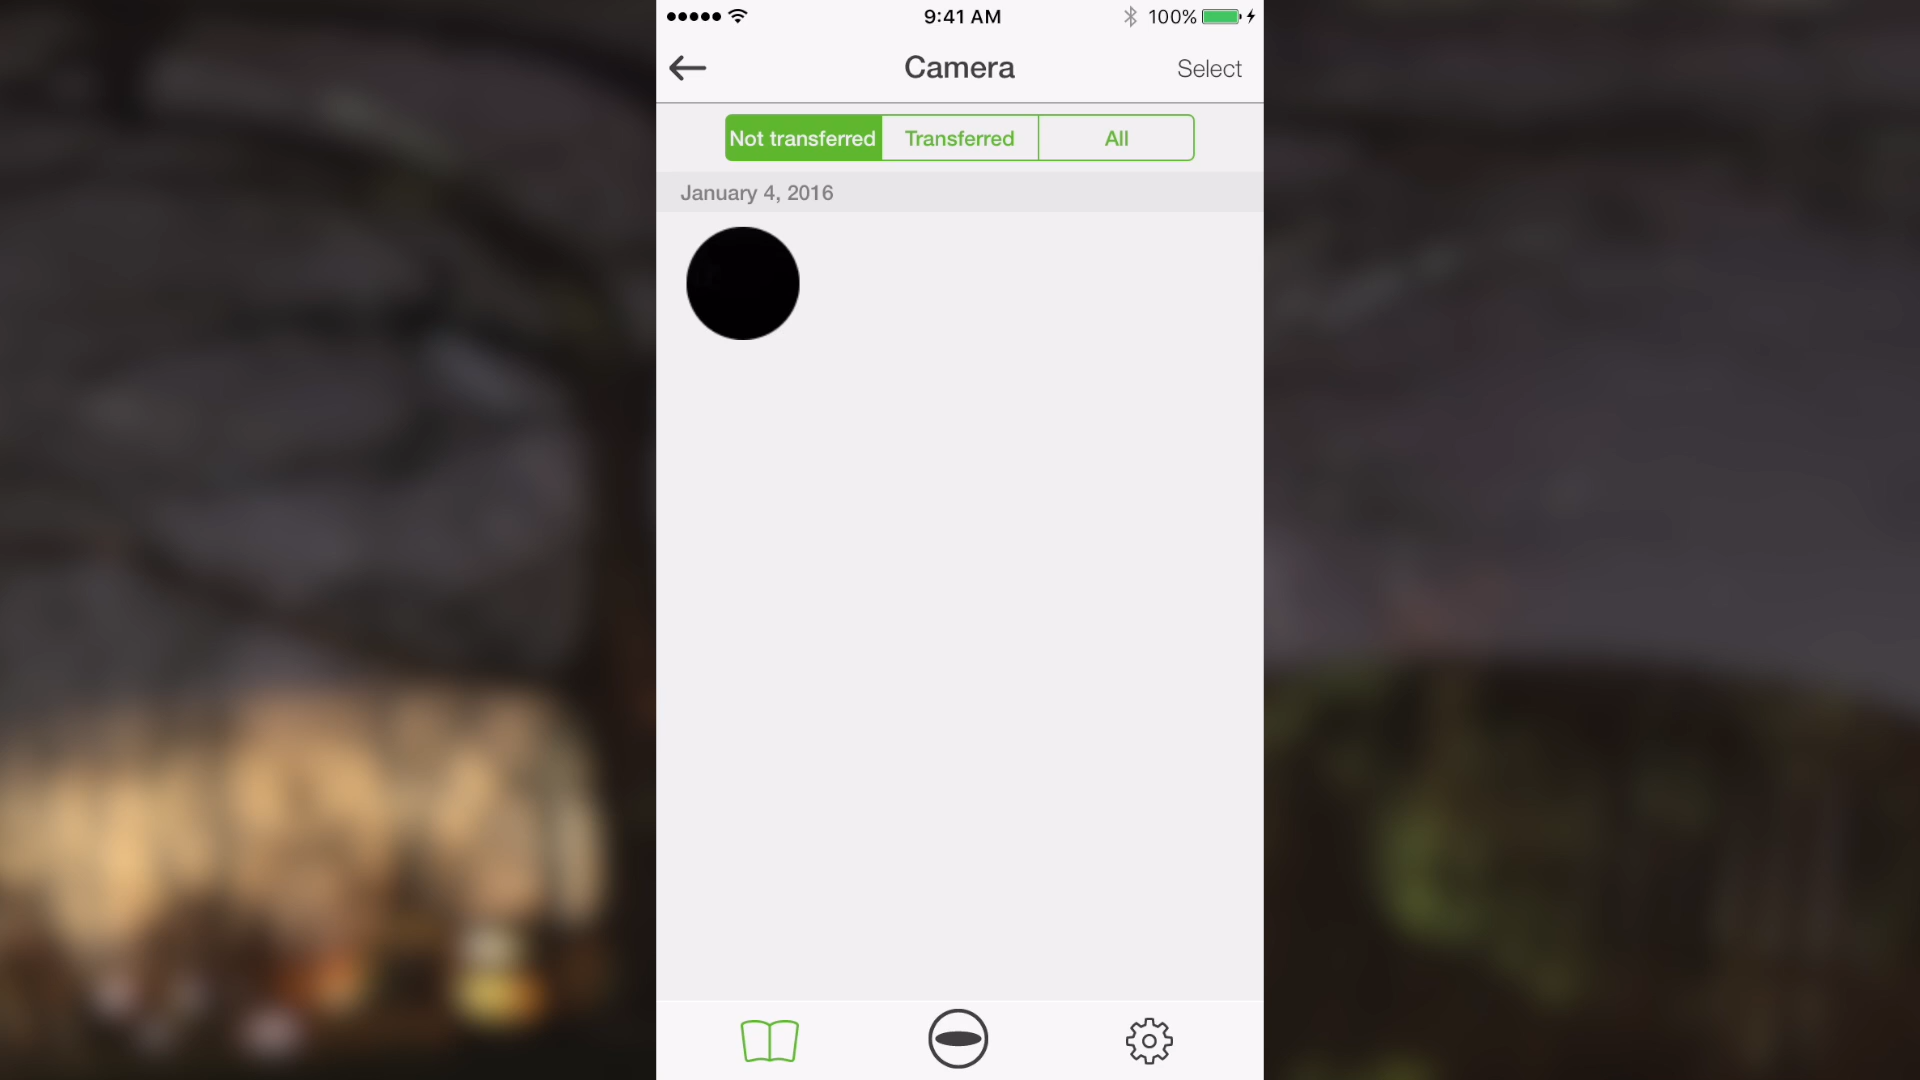 9:41 AM
100%
Camera
Select
Not transferred
Transferred
All
January 4, 2016